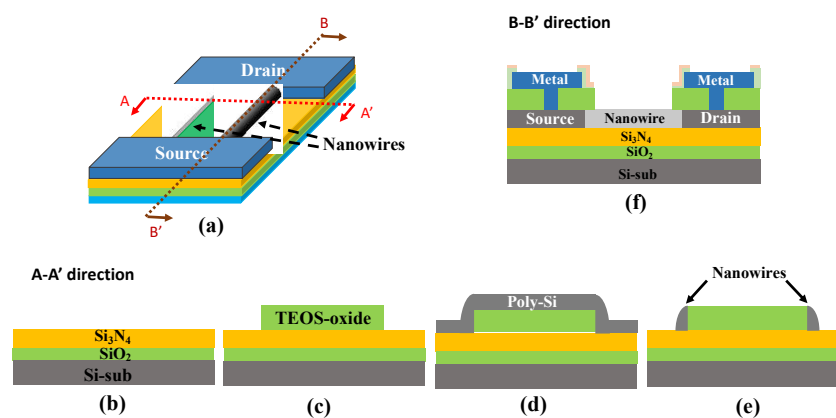 B
Drain
A
A'
Nanowires
Source
B'
(a)
B-B' direction
Metal
Metal
Source
Nanowire
Drain
Si₃N₄
SiO₂
Si-sub
(f)
A-A' direction
Si₃N₄
SiO₂
Si-sub
(b)
TEOS-oxide
(c)
Poly-Si
(d)
Nanowires
(e)